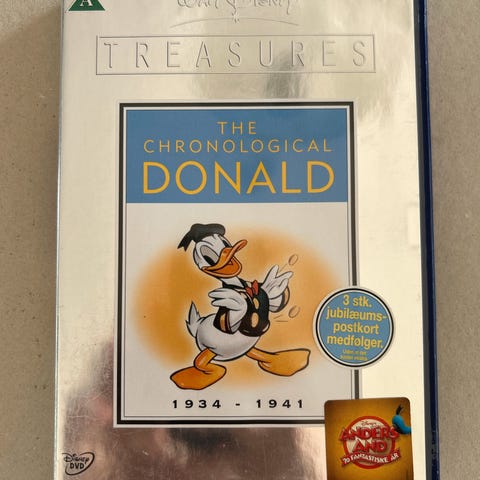 A
Walt Disney
TREASURES
THE
CHRONOLOGICAL
DONALD
3 stk.
jubilæums-
postkort
medfølger.
1934 - 1941
Disney
DVD
Disney's
ANDERS
AND
70 FANTASTISKE ÅR